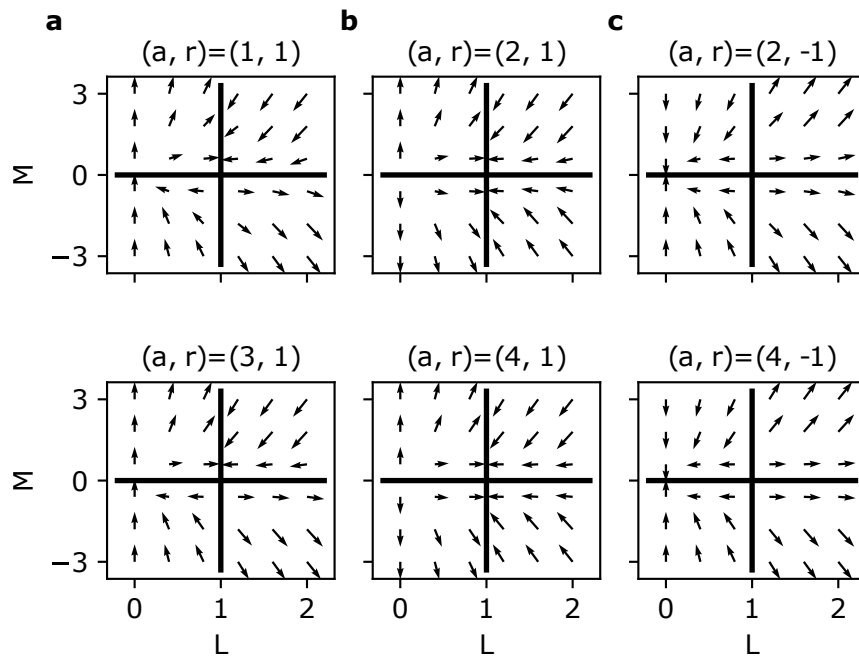 a b c
(a, r)=(1, 1) (a, r)=(2, 1) (a, r)=(2, -1)
3
M
0
−3
(a, r)=(3, 1) (a, r)=(4, 1) (a, r)=(4, -1)
3
M
0
−3
0 1 2 0 1 2 0 1 2
L L L